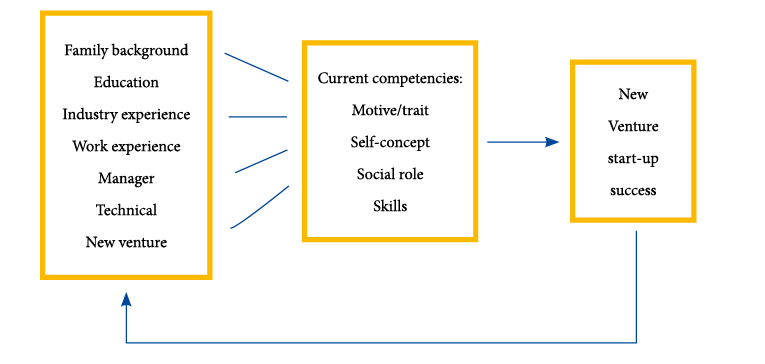 Family background
Education
Industry experience
Work experience
Manager
Technical
New venture
Current competencies:
Motive/trait
Self-concept
Social role
Skills
New
Venture
start-up
success